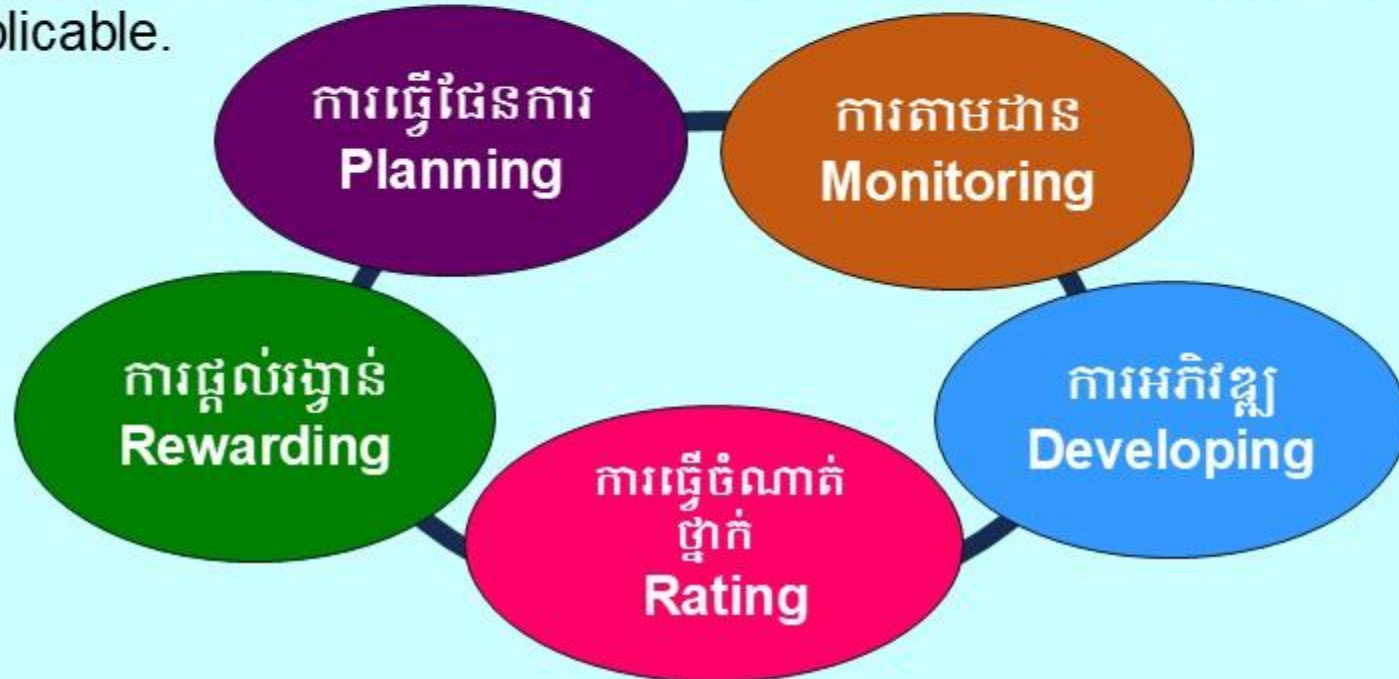 plicable.
ការធ្វើផែនការ
Planning
ការតាមដាន
Monitoring
ការផ្តល់រង្វាន់
Rewarding
ការអភិវឌ្ឍ
Developing
ការធ្វើចំណាត់
ថ្នាក់
Rating